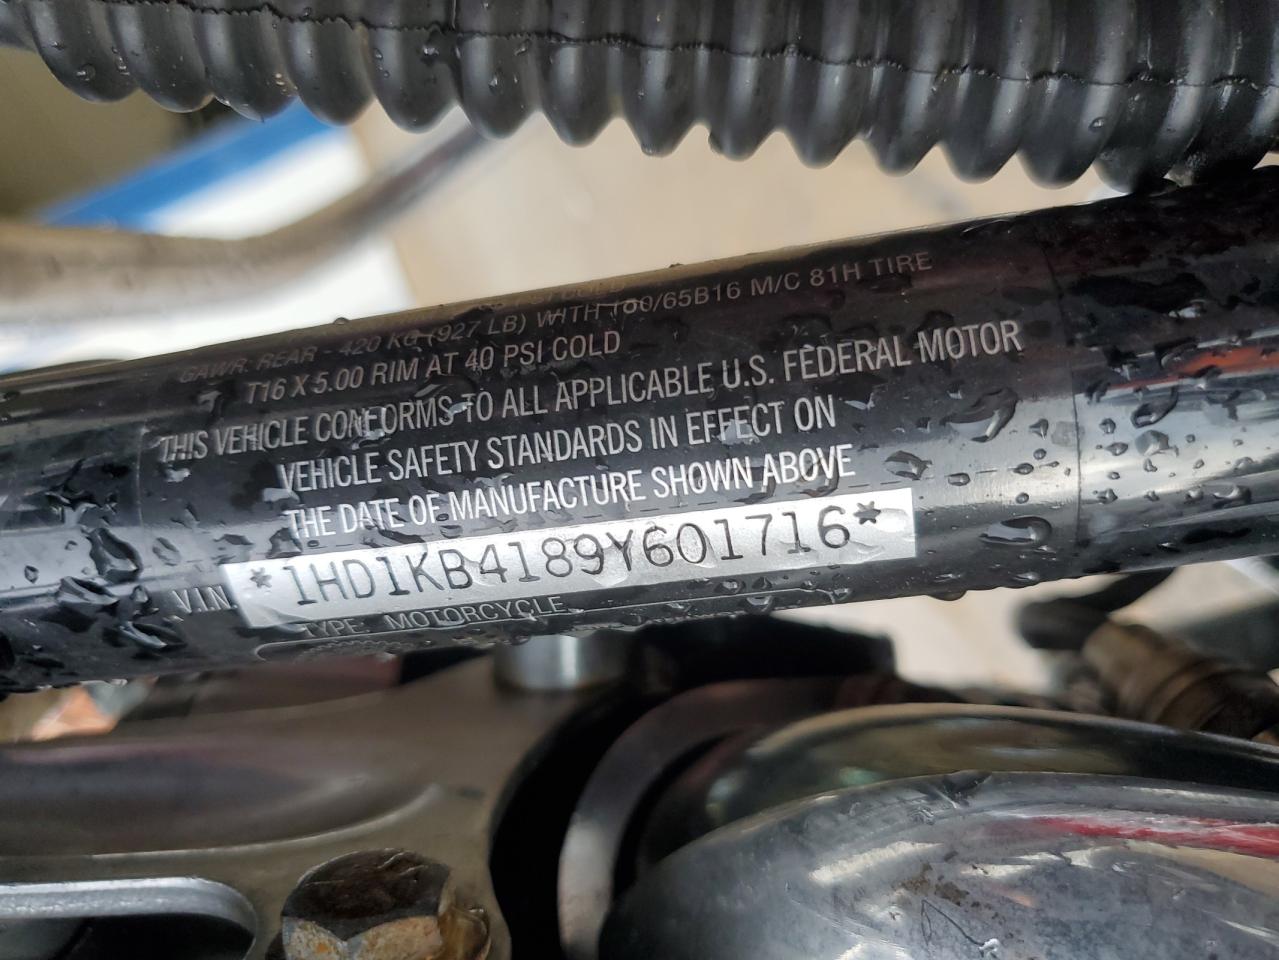 GAWR: REAR - 420 KG (927 LB) WITH 180/65B16 M/C 81H TIRE
T16 X 5.00 RIM AT 40 PSI COLD
THIS VEHICLE CONFORMS TO ALL APPLICABLE U.S. FEDERAL MOTOR
VEHICLE SAFETY STANDARDS IN EFFECT ON
THE DATE OF MANUFACTURE SHOWN ABOVE
V.I.N. *1HD1KB4189Y601716*
TYPE: MOTORCYCLE